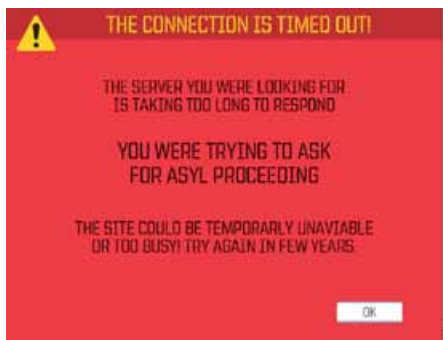 THE CONNECTION IS TIMED OUT!
THE SERVER YOU WERE LOOKING FOR
IS TAKING TOO LONG TO RESPOND
YOU WERE TRYING TO ASK
FOR ASYL PROCEEDING
THE SITE COULD BE TEMPORARLY UNAVIABLE
OR TOO BUSY! TRY AGAIN IN FEW YEARS.
OK